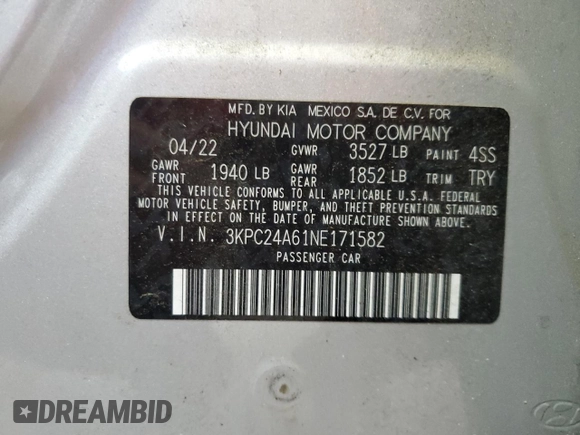 MFD. BY KIA MEXICO S.A. DE C.V. FOR
HYUNDAI MOTOR COMPANY
04/22 GVWR 3527 LB PAINT 4SS
GAWR FRONT 1940 LB GAWR REAR 1852 LB TRIM TRY
THIS VEHICLE CONFORMS TO ALL APPLICABLE U.S.A. FEDERAL
MOTOR VEHICLE SAFETY, BUMPER, AND THEFT PREVENTION STANDARDS
IN EFFECT ON THE DATE OF MANUFACTURE SHOWN ABOVE.
V.I.N. 3KPC24A61NE171582
PASSENGER CAR
DREAMBID